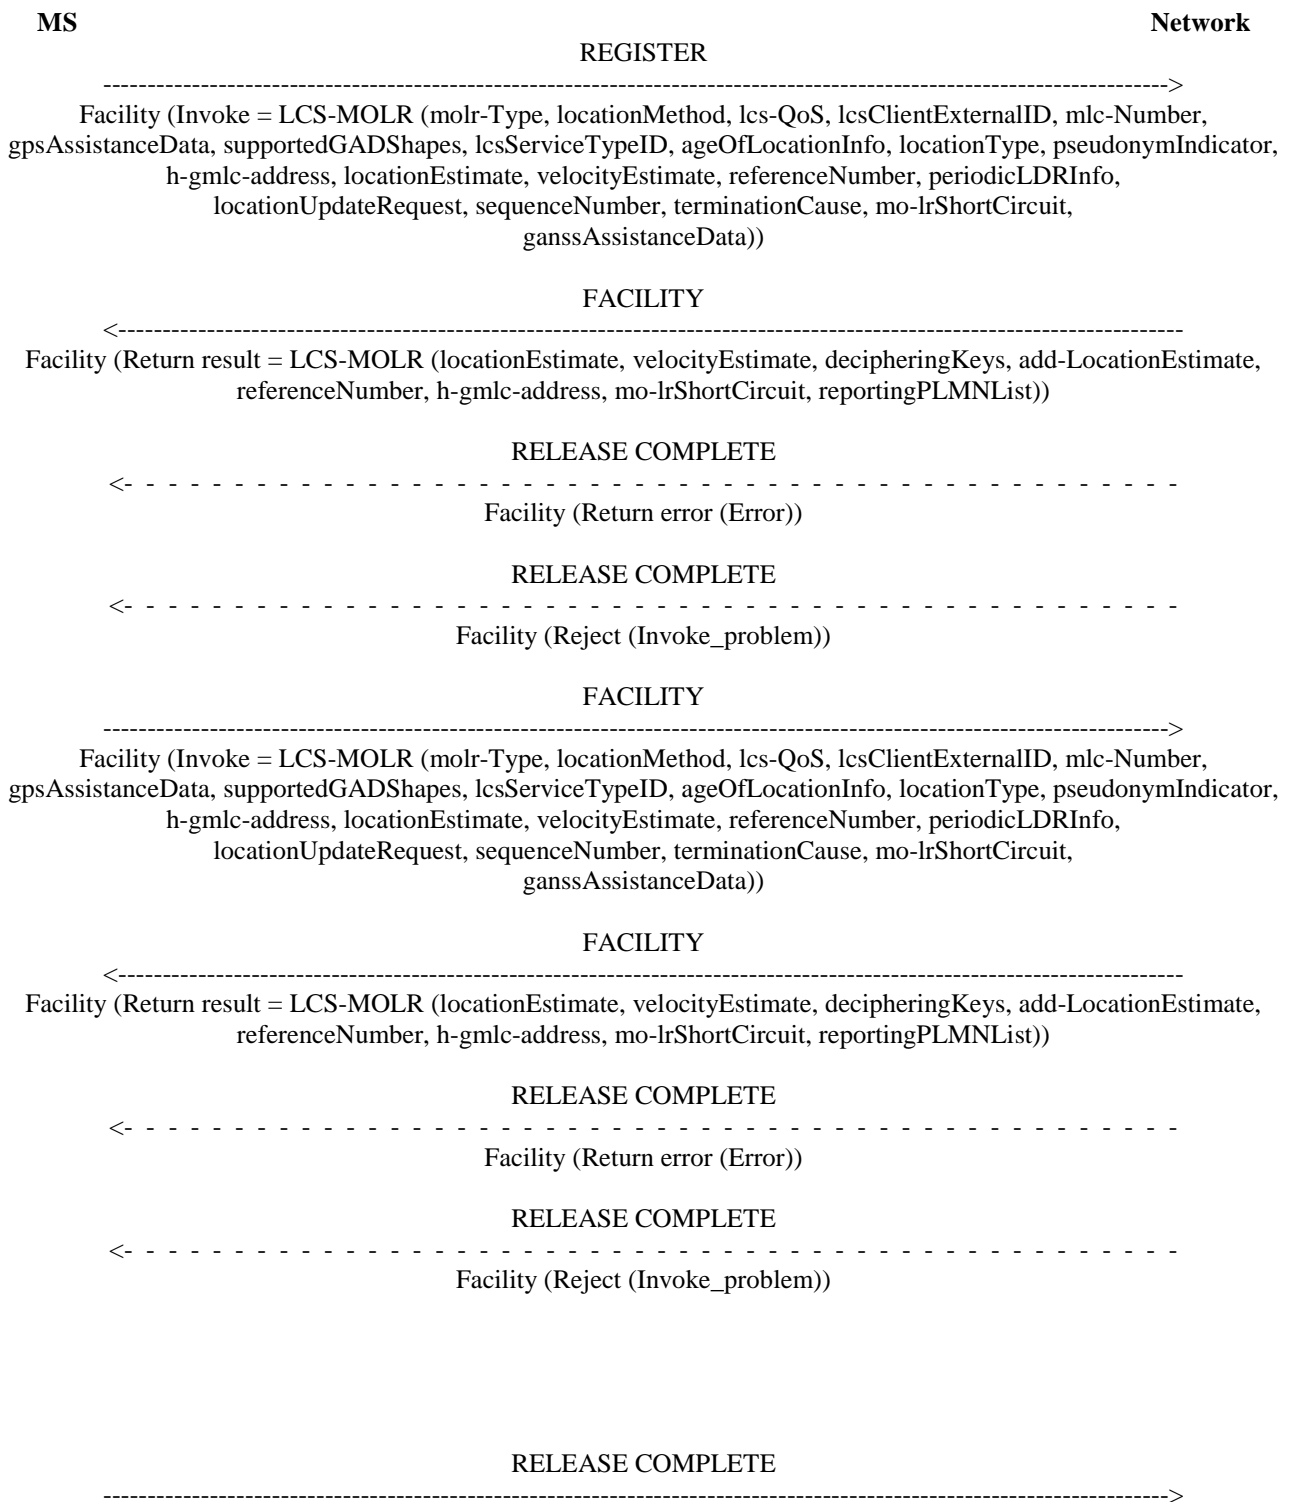 MS Network
REGISTER
------------------------------------------------------------------------------------------------------------------------>
Facility (Invoke = LCS-MOLR (molr-Type, locationMethod, lcs-QoS, lcsClientExternalID, mlc-Number,
gpsAssistanceData, supportedGADShapes, lcsServiceTypeID, ageOfLocationInfo, locationType, pseudonymIndicator,
h-gmlc-address, locationEstimate, velocityEstimate, referenceNumber, periodicLDRInfo,
locationUpdateRequest, sequenceNumber, terminationCause, mo-lrShortCircuit,
ganssAssistanceData))
FACILITY
<------------------------------------------------------------------------------------------------------------------------
Facility (Return result = LCS-MOLR (locationEstimate, velocityEstimate, decipheringKeys, add-LocationEstimate,
referenceNumber, h-gmlc-address, mo-lrShortCircuit, reportingPLMNList))
RELEASE COMPLETE
<- - - - - - - - - - - - - - - - - - - - - - - - - - - - - - - - - - - - - - - - - - - - - - - -
Facility (Return error (Error))
RELEASE COMPLETE
<- - - - - - - - - - - - - - - - - - - - - - - - - - - - - - - - - - - - - - - - - - - - - - - -
Facility (Reject (Invoke_problem))
FACILITY
------------------------------------------------------------------------------------------------------------------------>
Facility (Invoke = LCS-MOLR (molr-Type, locationMethod, lcs-QoS, lcsClientExternalID, mlc-Number,
gpsAssistanceData, supportedGADShapes, lcsServiceTypeID, ageOfLocationInfo, locationType, pseudonymIndicator,
h-gmlc-address, locationEstimate, velocityEstimate, referenceNumber, periodicLDRInfo,
locationUpdateRequest, sequenceNumber, terminationCause, mo-lrShortCircuit,
ganssAssistanceData))
FACILITY
<------------------------------------------------------------------------------------------------------------------------
Facility (Return result = LCS-MOLR (locationEstimate, velocityEstimate, decipheringKeys, add-LocationEstimate,
referenceNumber, h-gmlc-address, mo-lrShortCircuit, reportingPLMNList))
RELEASE COMPLETE
<- - - - - - - - - - - - - - - - - - - - - - - - - - - - - - - - - - - - - - - - - - - - - - - -
Facility (Return error (Error))
RELEASE COMPLETE
<- - - - - - - - - - - - - - - - - - - - - - - - - - - - - - - - - - - - - - - - - - - - - - - -
Facility (Reject (Invoke_problem))
RELEASE COMPLETE
------------------------------------------------------------------------------------------------------------------------>